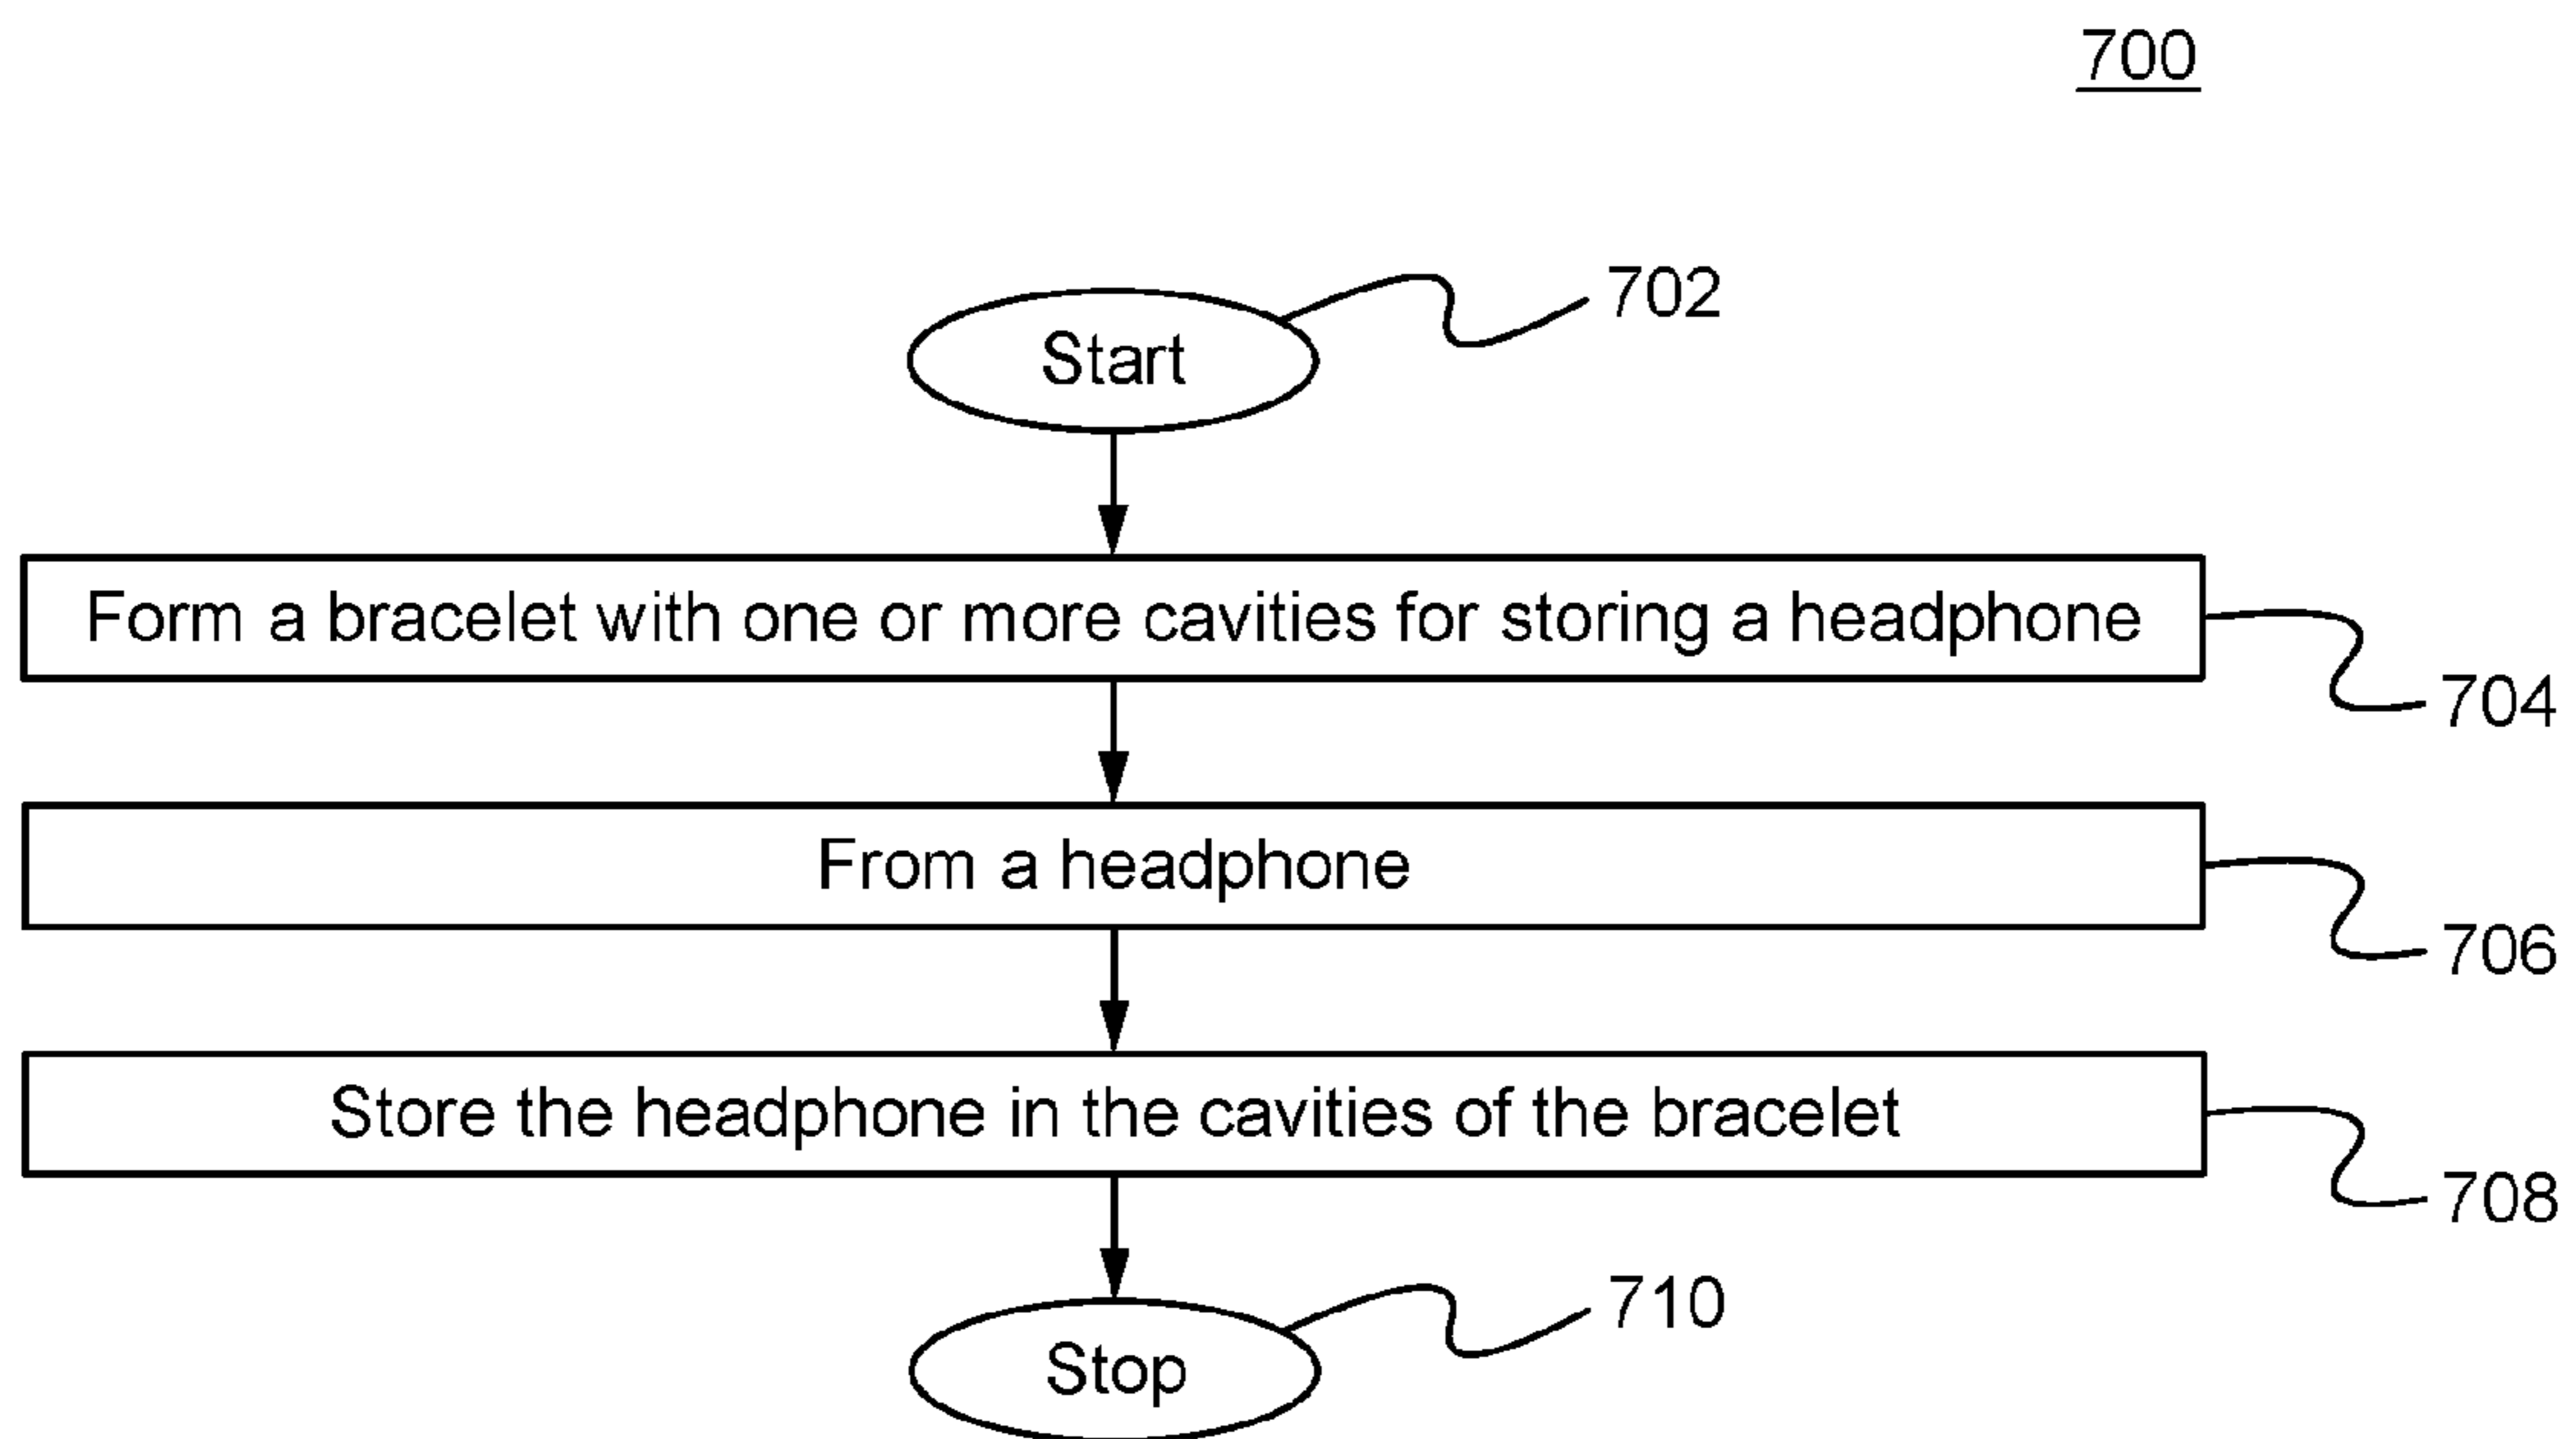 700
Start
702
Form a bracelet with one or more cavities for storing a headphone
704
From a headphone
706
Store the headphone in the cavities of the bracelet
708
Stop
710